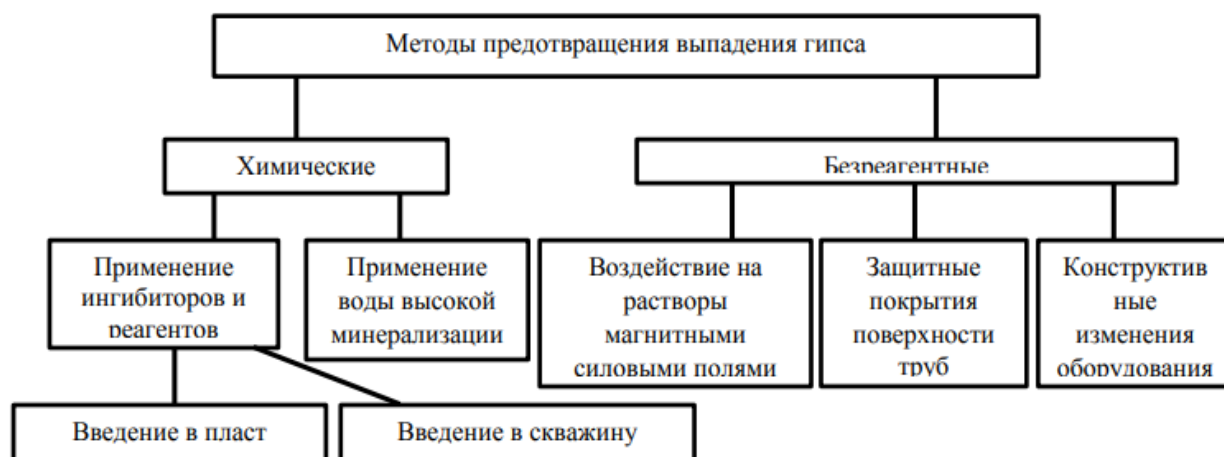 Методы предотвращения выпадения гипса
Химические
Безреагентные
Применение
ингибиторов и
реагентов
Применение
воды высокой
минерализации
Воздействие на
растворы
магнитными
силовыми полями
Защитные
покрытия
поверхности
труб
Конструктив
ные
изменения
оборудования
Введение в пласт
Введение в скважину